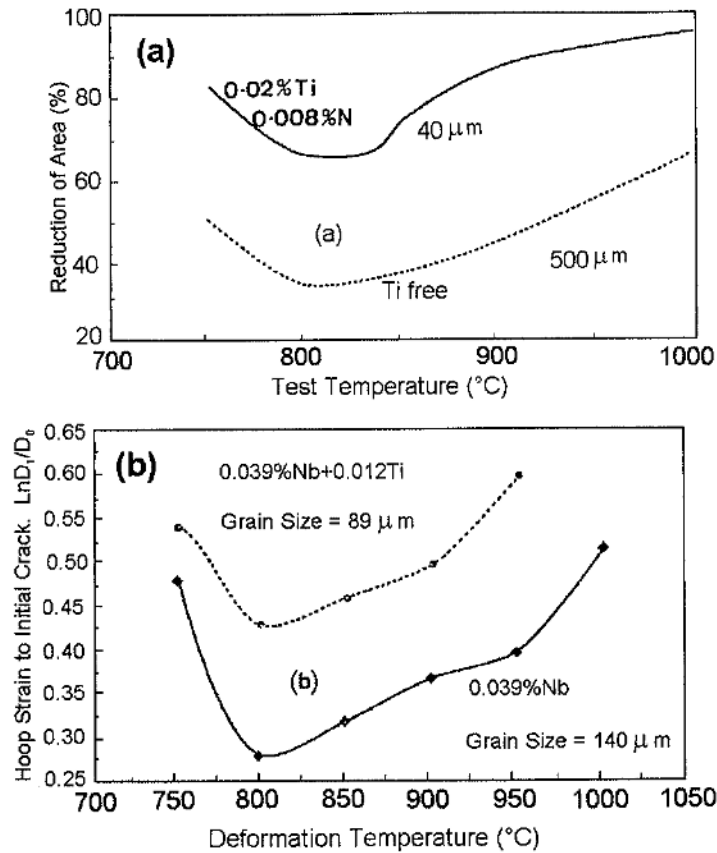 (a)
100
80
60
40
20
Reduction of Area (%)
0·02%Ti
0·008%N
40 μm
(a)
500 μm
Ti free
700
800
900
1000
Test Temperature (°C)
(b)
0.65
0.60
0.55
0.50
0.45
0.40
0.35
0.30
0.25
Hoop Strain to Initial Crack. LnD₁/D₀
0.039%Nb+0.012Ti
Grain Size = 89 μm
(b)
0.039%Nb
Grain Size = 140 μm
700
750
800
850
900
950
1000
1050
Deformation Temperature (°C)